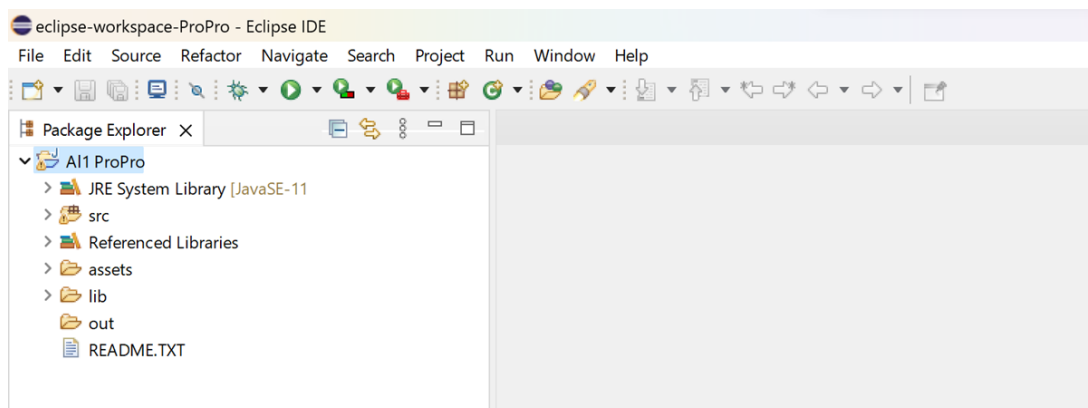 eclipse-workspace-ProPro - Eclipse IDE
File Edit Source Refactor Navigate Search Project Run Window Help
Package Explorer
AI1 ProPro
JRE System Library [JavaSE-11
src
Referenced Libraries
assets
lib
out
README.TXT